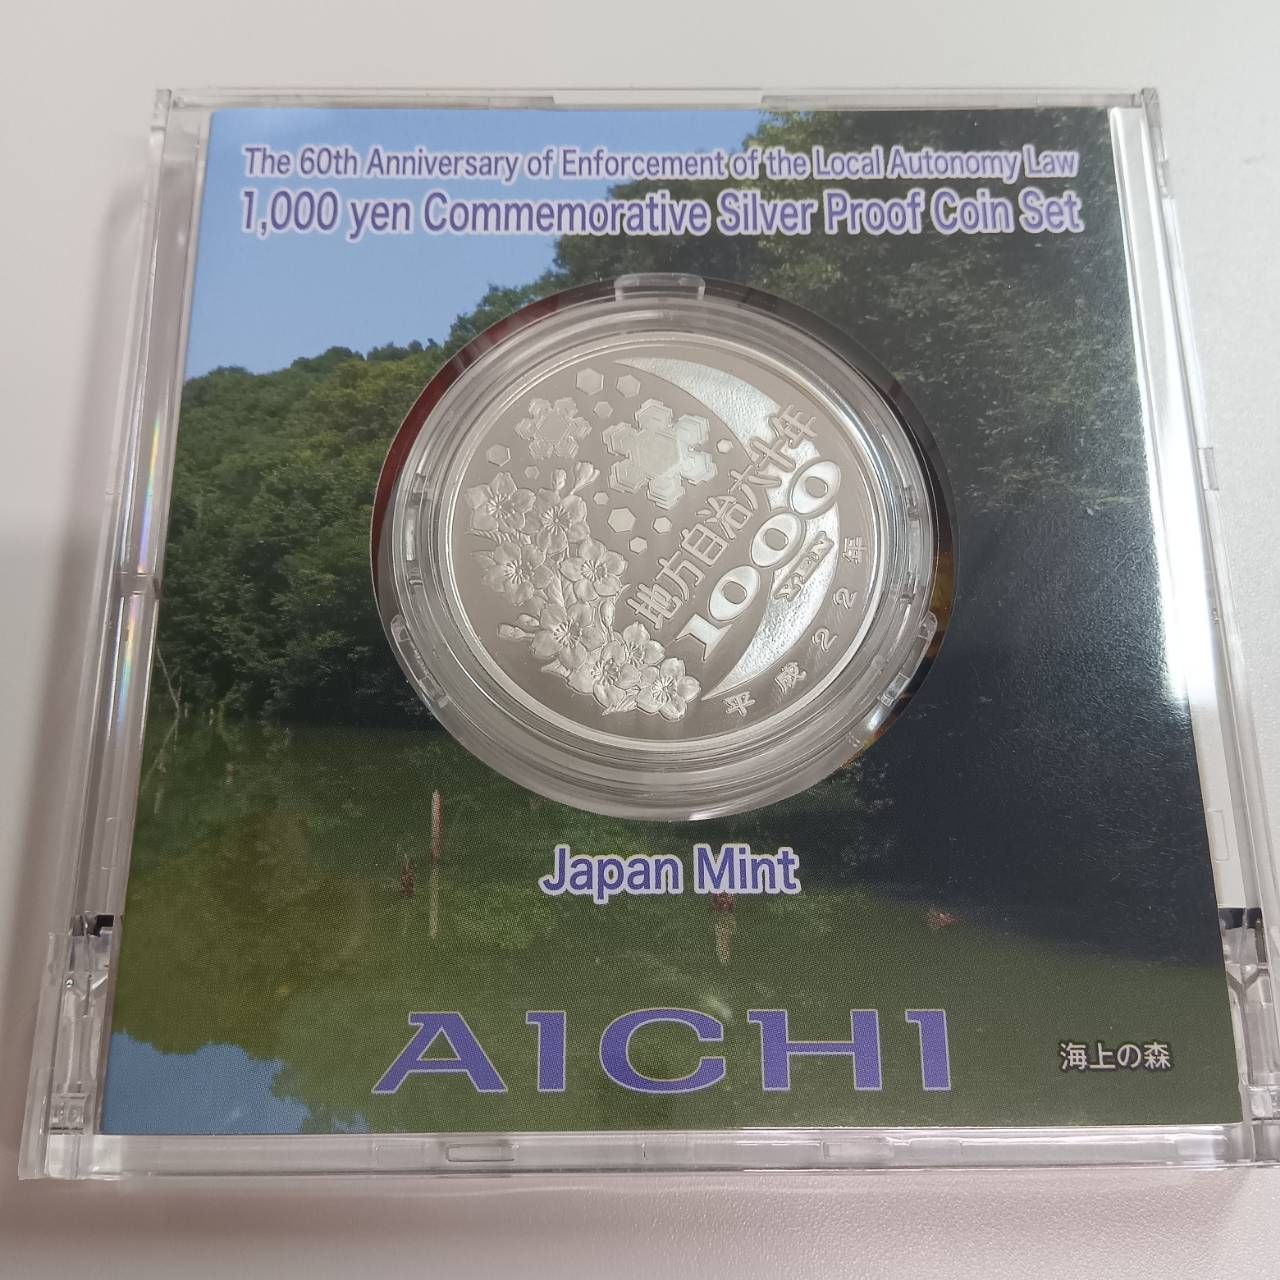 The 60th Anniversary of Enforcement of the Local Autonomy Law
1,000 yen Commemorative Silver Proof Coin Set
地方自治六十年
1000
YEN
平成22年
Japan Mint
AICHI
海上の森